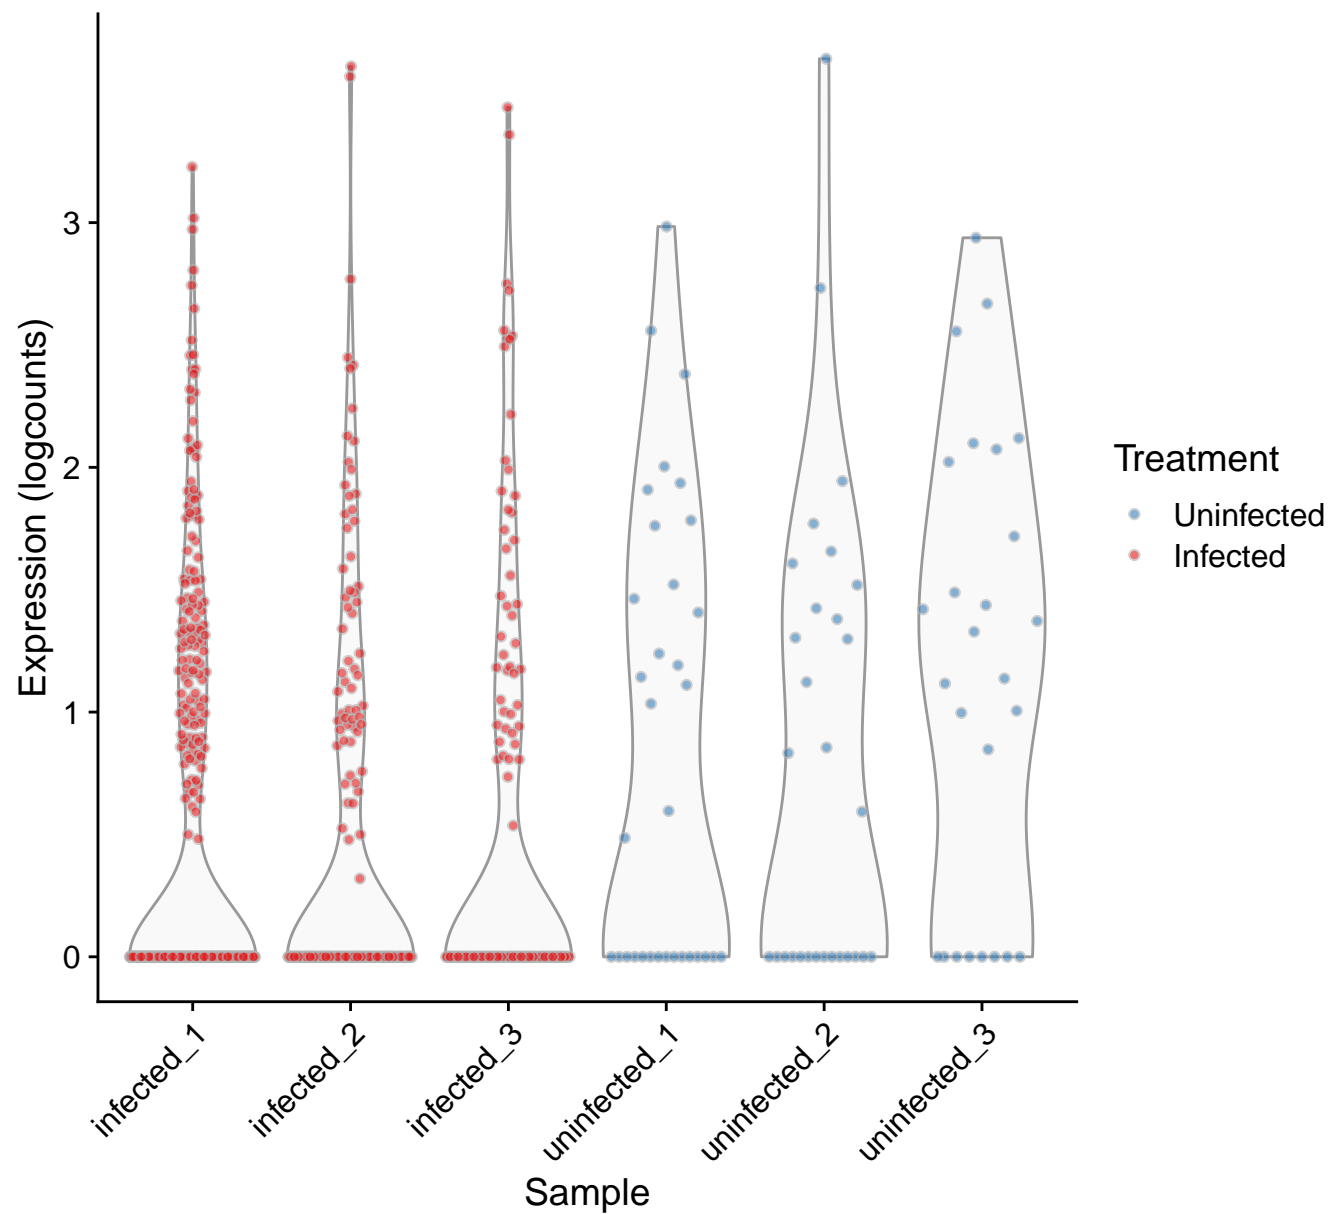 Expression (logcounts)
3
2
1
0
infected_1
infected_2
infected_3
uninfected_1
uninfected_2
uninfected_3
Sample
Treatment
Uninfected
Infected